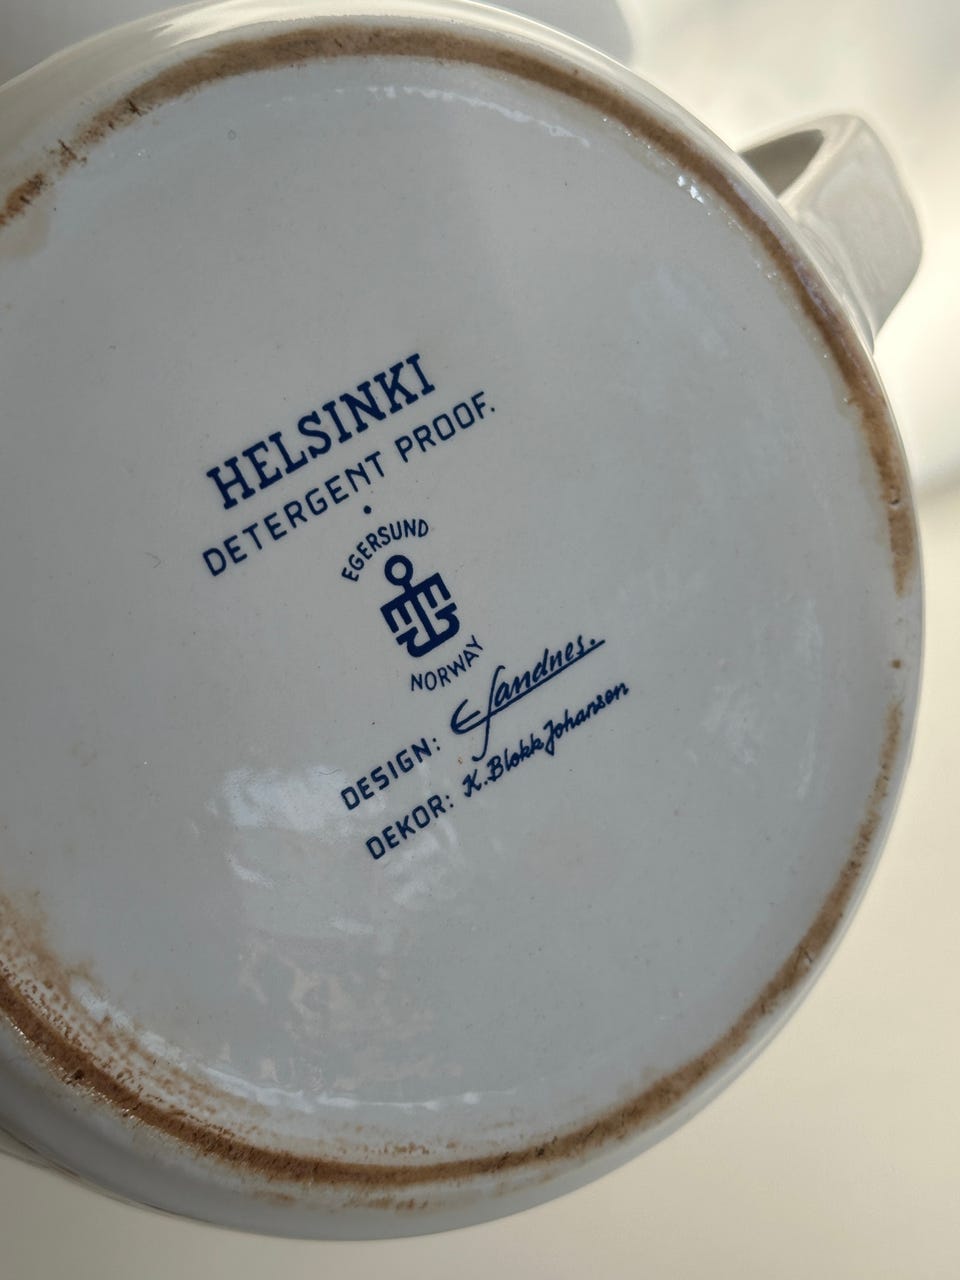 HELSINKI
DETERGENT PROOF.
EGERSUND
NORWAY
DESIGN: E Sandnes.
DEKOR: K. Blokk Johansen